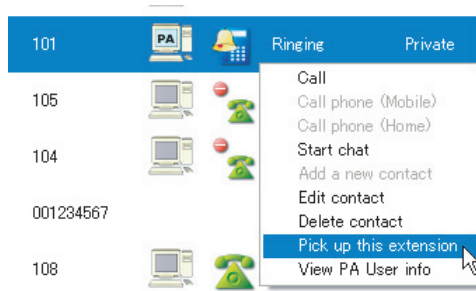 101 PA Ringing Private
Call
105 Call phone (Mobile)
Call phone (Home)
104 Start chat
Add a new contact
Edit contact
001234567 Delete contact
Pick up this extension
108 View PA User info